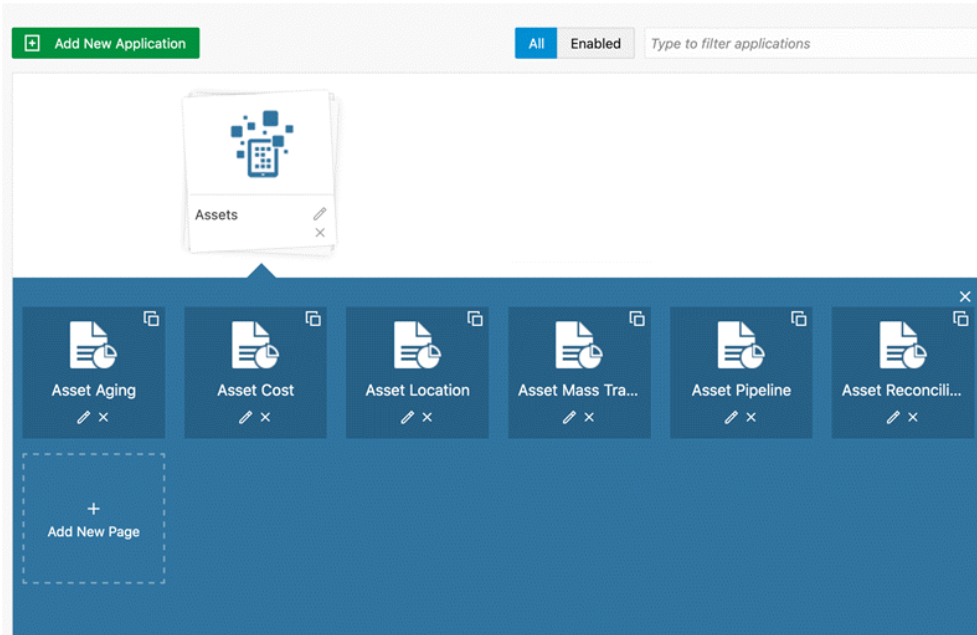 Add New Application
All
Enabled
Type to filter applications
Assets
Asset Aging
Asset Cost
Asset Location
Asset Mass Tra...
Asset Pipeline
Asset Reconcili...
Add New Page